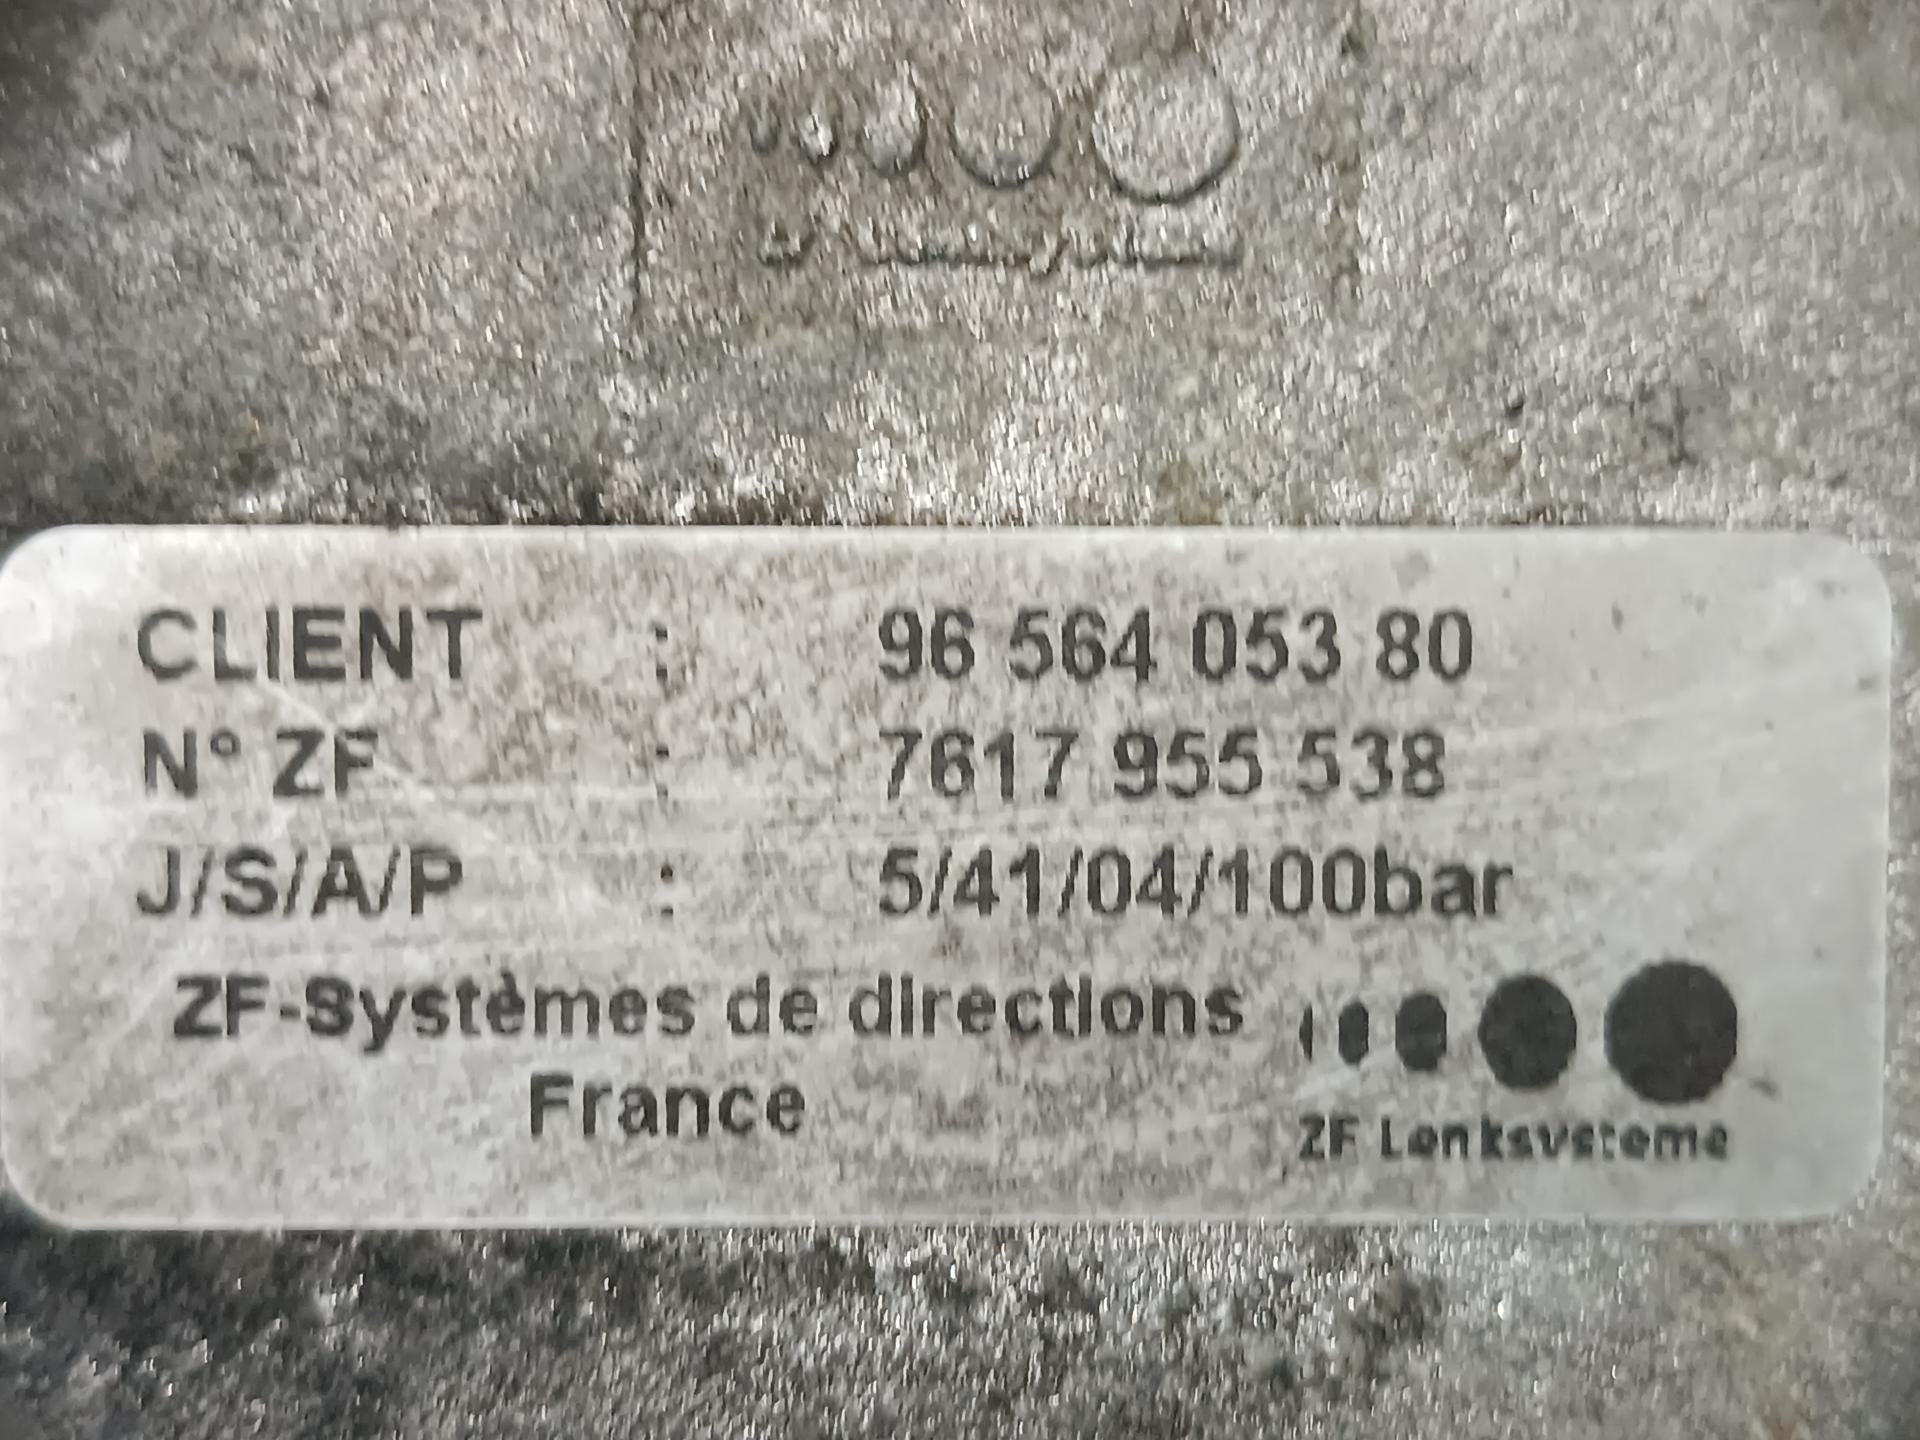 CLIENT : 96 564 053 80
N° ZF : 7617 955 538
J/S/A/P : 5/41/04/100bar
ZF-Systèmes de directions
France
ZF Lenksysteme